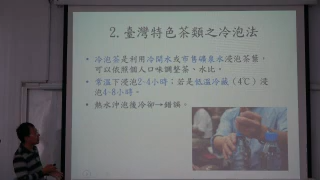 2.臺灣特色茶類之冷泡法
• 冷泡茶是利用冷開水或市售礦泉水浸泡茶葉，
可以依照個人口味調整茶、水比。
• 常溫下浸泡2-4小時；若是低溫冷藏（4℃）浸
泡4-8小時。
• 熱水沖泡後冷卻→錯誤。